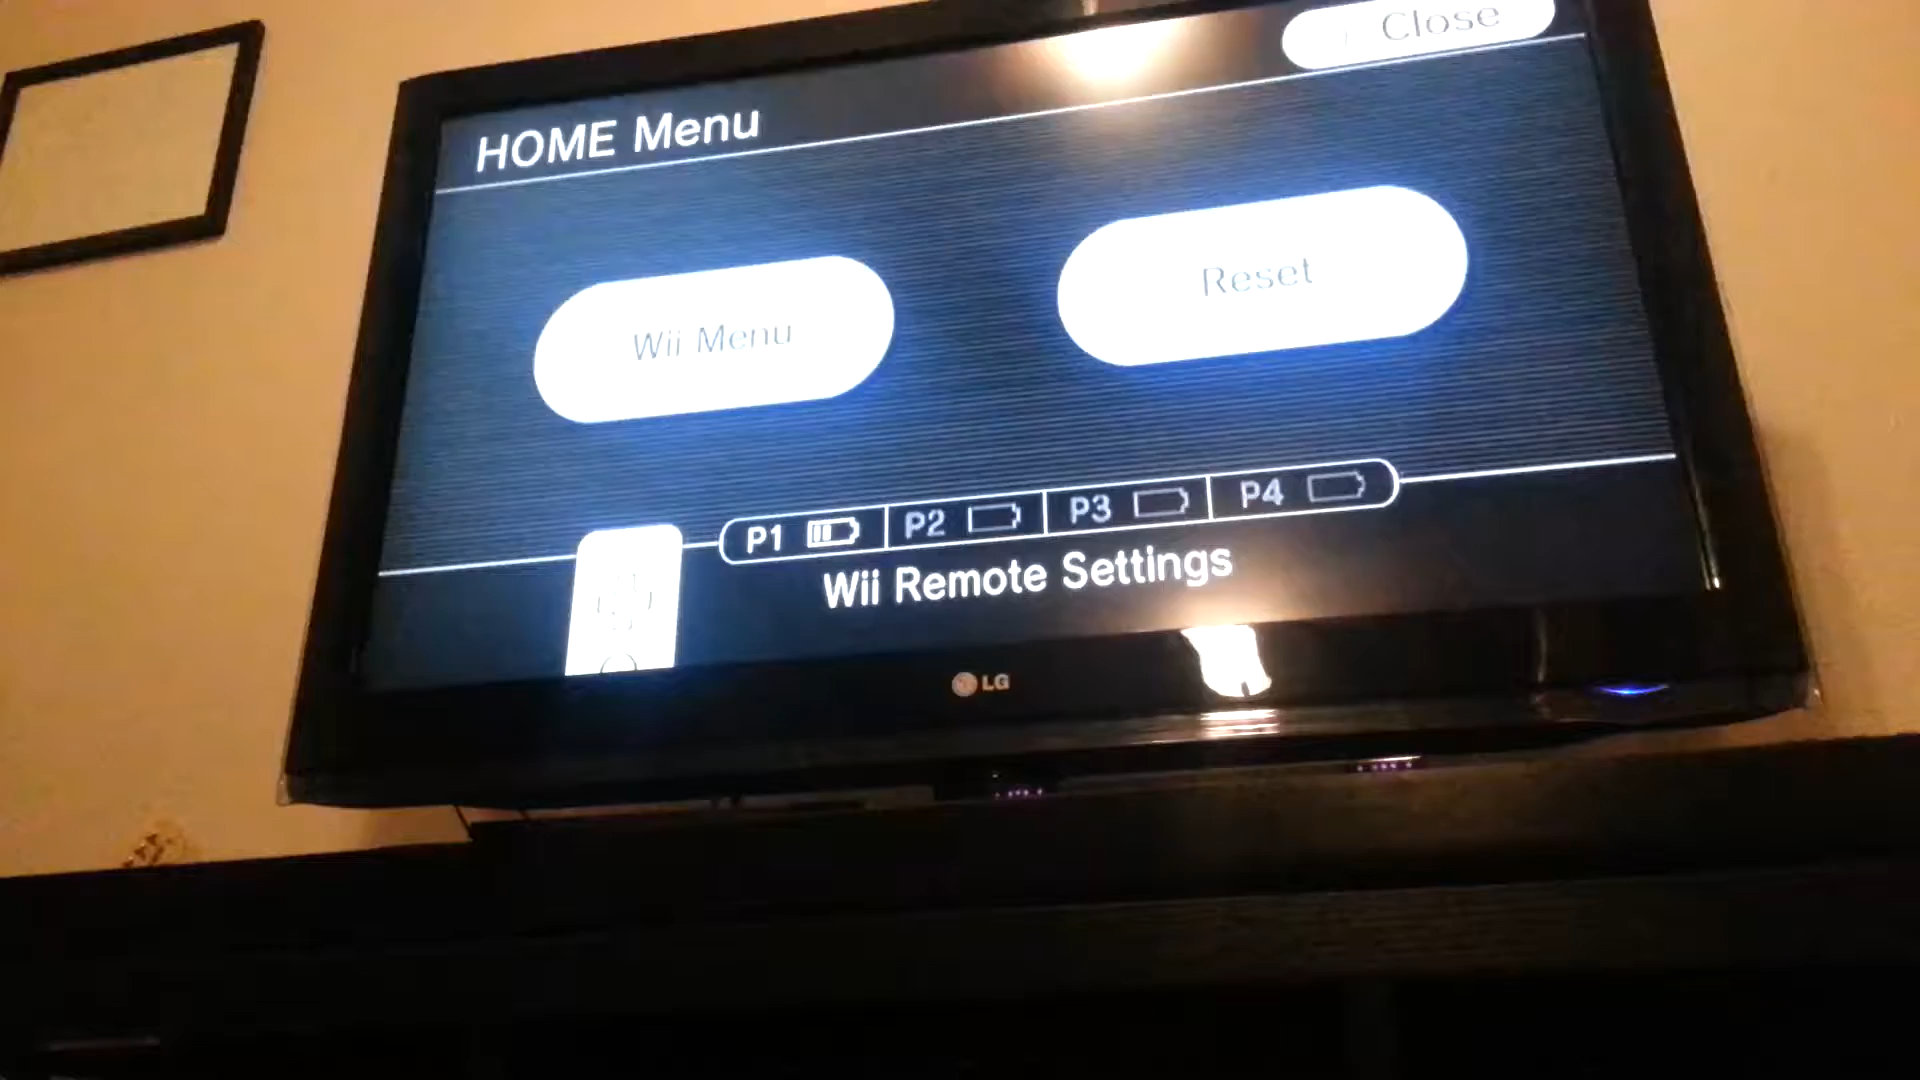 HOME Menu
Close
Wii Menu
Reset
P1 P2 P3 P4
Wii Remote Settings
LG